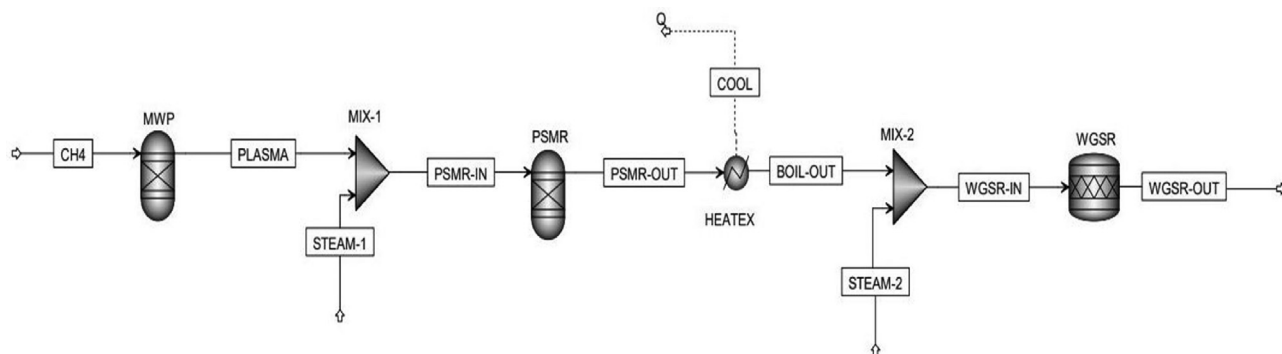 Q
COOL
MWP
MIX-1
PSMR
MIX-2
WGSR
CH4
PLASMA
PSMR-IN
PSMR-OUT
BOIL-OUT
WGSR-IN
WGSR-OUT
HEATEX
STEAM-1
STEAM-2